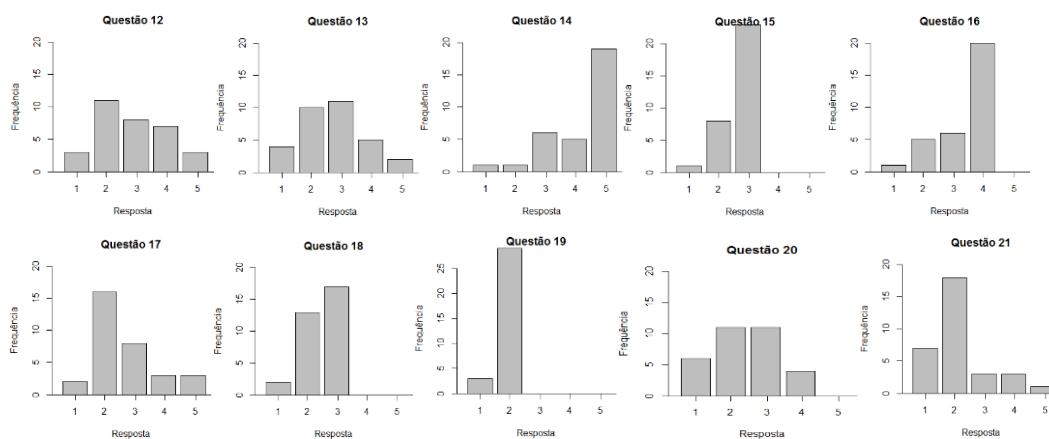 Questão 12
Frequência
0 5 10 15 20
1 2 3 4 5
Resposta
Questão 13
Frequência
0 5 10 15 20
1 2 3 4 5
Resposta
Questão 14
Frequência
0 5 10 15 20
1 2 3 4 5
Resposta
Questão 15
Frequência
0 5 10 15 20
1 2 3 4 5
Resposta
Questão 16
Frequência
0 5 10 15 20
1 2 3 4 5
Resposta
Questão 17
Frequência
0 5 10 15 20
1 2 3 4 5
Resposta
Questão 18
Frequência
0 5 10 15 20
1 2 3 4 5
Resposta
Questão 19
Frequência
0 5 10 15 20 25
1 2 3 4 5
Resposta
Questão 20
Frequência
0 5 10 15 20
1 2 3 4 5
Resposta
Questão 21
Frequência
0 5 10 15 20
1 2 3 4 5
Resposta